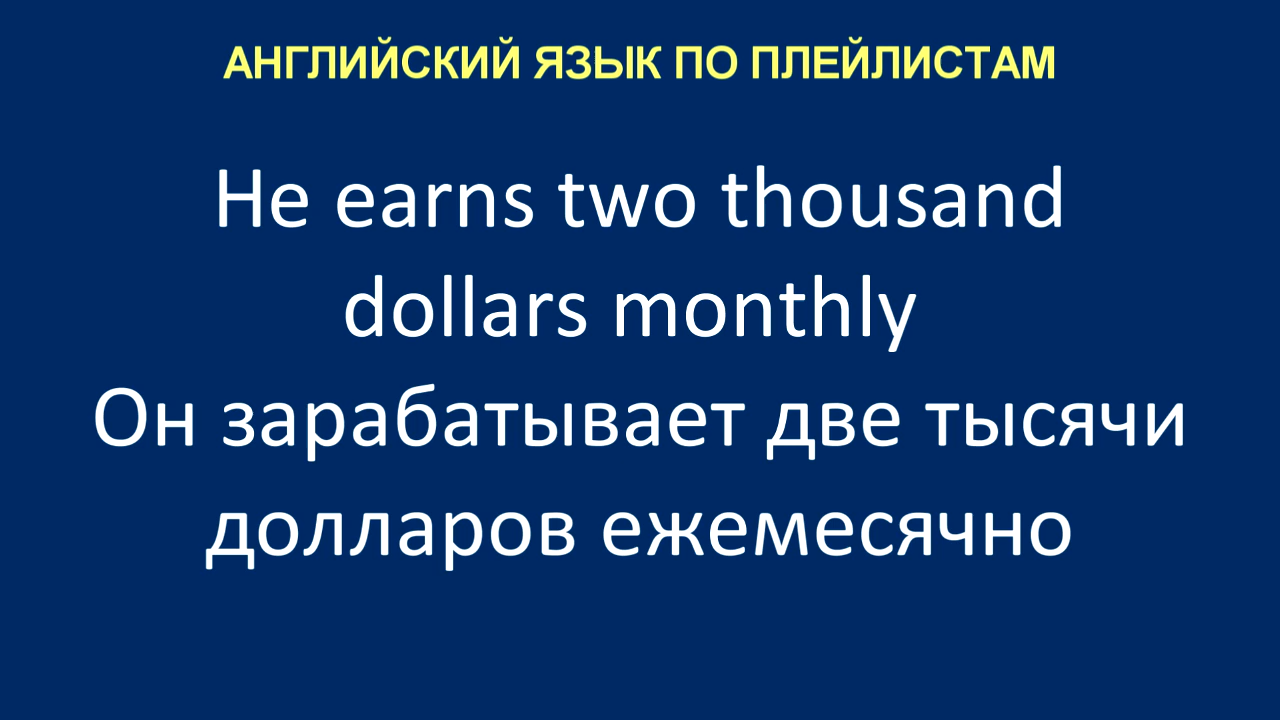 АНГЛИЙСКИЙ ЯЗЫК ПО ПЛЕЙЛИСТАМ
He earns two thousand
dollars monthly
Он зарабатывает две тысячи
долларов ежемесячно